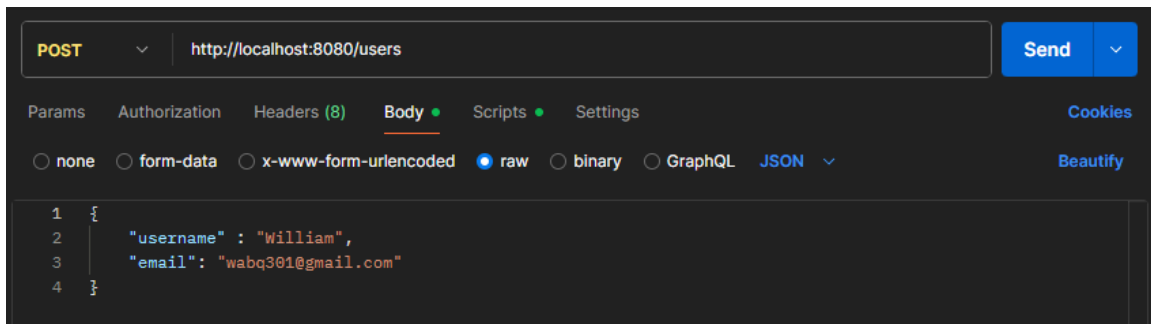 POST http://localhost:8080/users Send
Params Authorization Headers (8) Body Scripts Settings Cookies
none form-data x-www-form-urlencoded raw binary GraphQL JSON Beautify
1 {
2 "username" : "William",
3 "email": "wabq301@gmail.com"
4 }